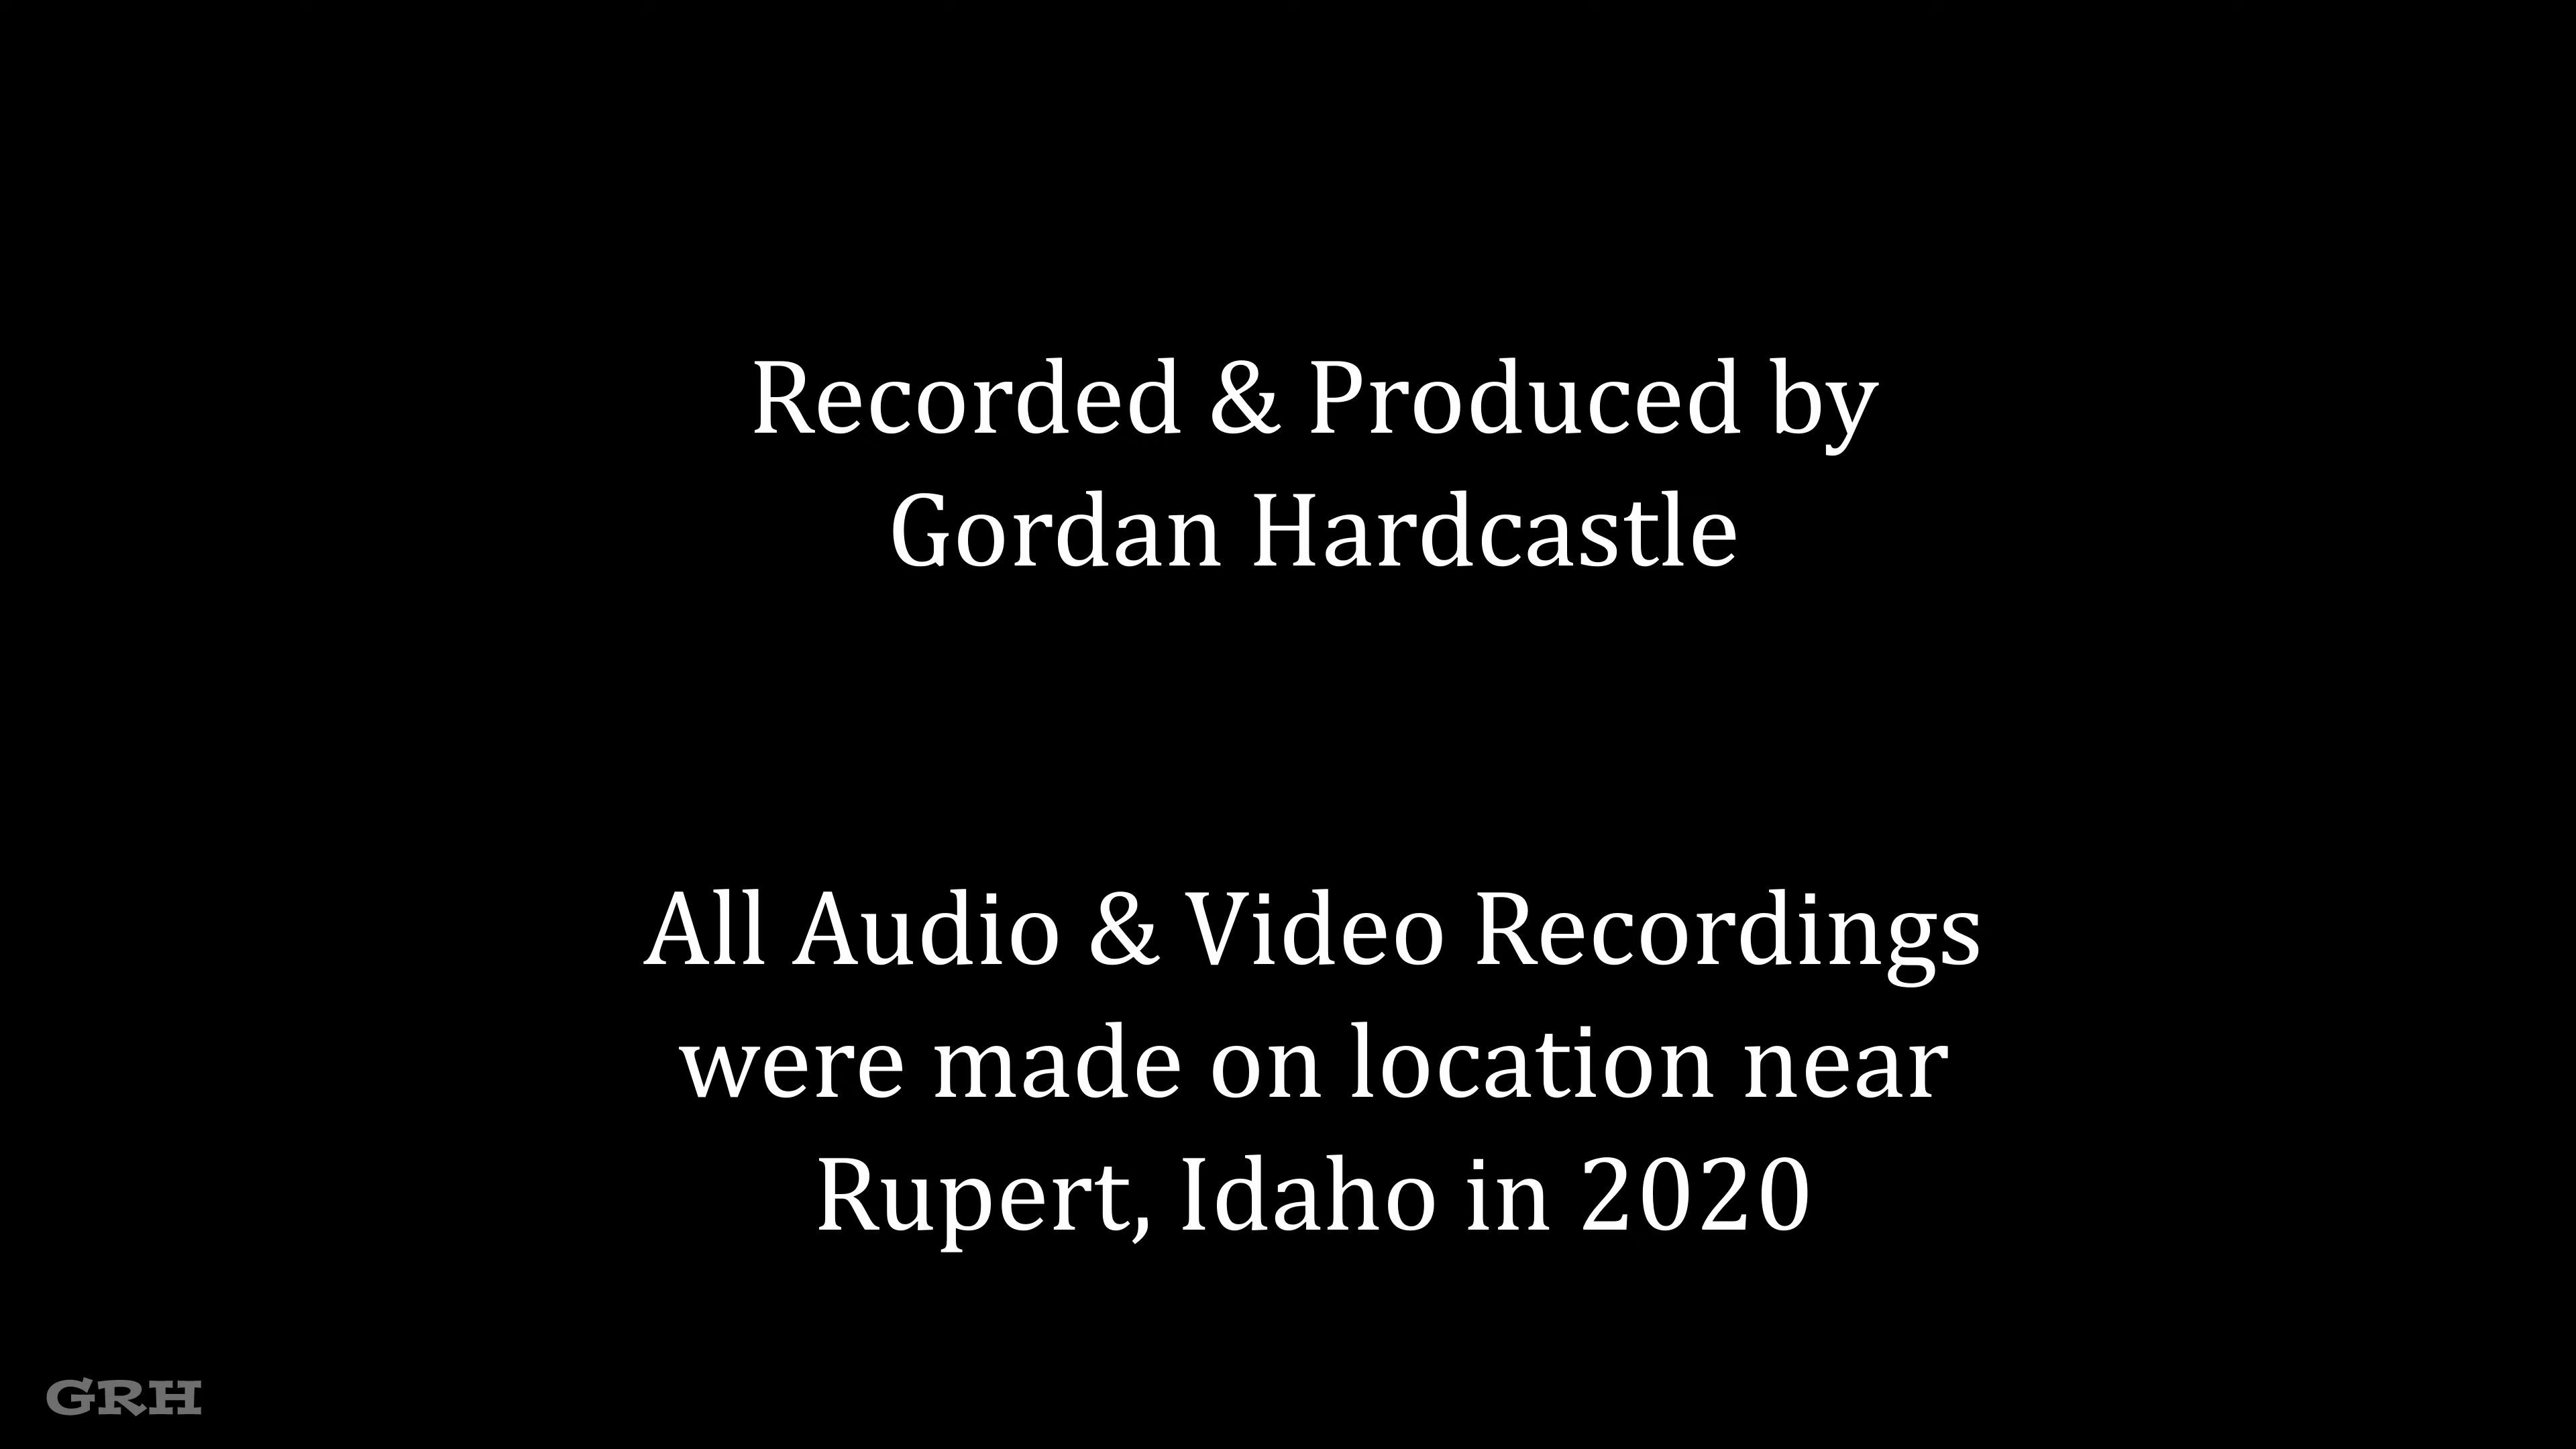 Recorded & Produced by
Gordan Hardcastle
All Audio & Video Recordings
were made on location near
Rupert, Idaho in 2020
GRH